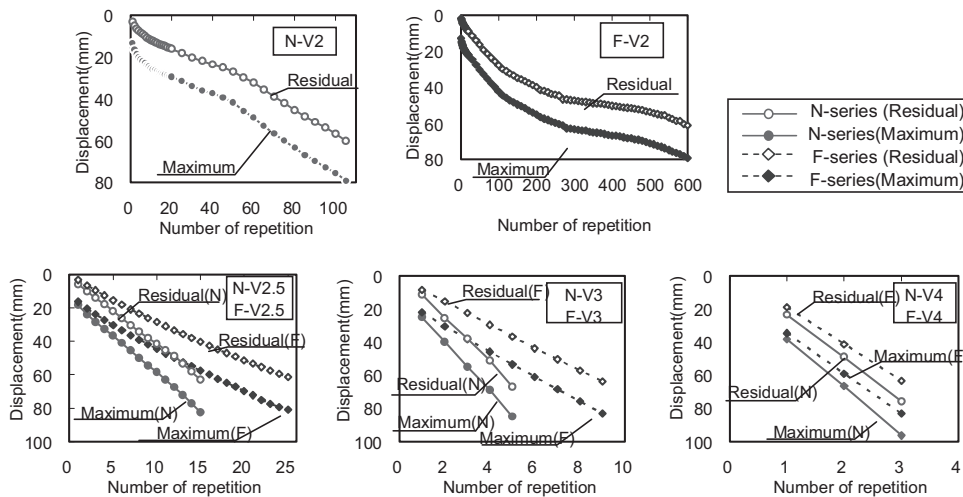 Displacement(mm)
0
20
40
60
80
0 20 40 60 80 100
Number of repetition
N-V2
Residual
Maximum
Displacement(mm)
0
20
40
60
80
0 100 200 300 400 500 600
Number of repetition
F-V2
Residual
Maximum
N-series (Residual)
N-series(Maximum)
F-series (Residual)
F-series(Maximum)
Displacement(mm)
0
20
40
60
80
100
0 5 10 15 20 25
Number of repetition
N-V2.5
F-V2.5
Residual(N)
Residual(F)
Maximum(N)
Maximum(F)
Displacement(mm)
0
20
40
60
80
100
0 2 4 6 8 10
Number of repetition
Residual(F)
N-V3
F-V3
Residual(N)
Maximum(N)
Maximum(F)
Displacement(mm)
0
20
40
60
80
100
0 1 2 3 4
Number of repetition
Residual(F)
N-V4
F-V4
Maximum(F)
Residual(N)
Maximum(N)